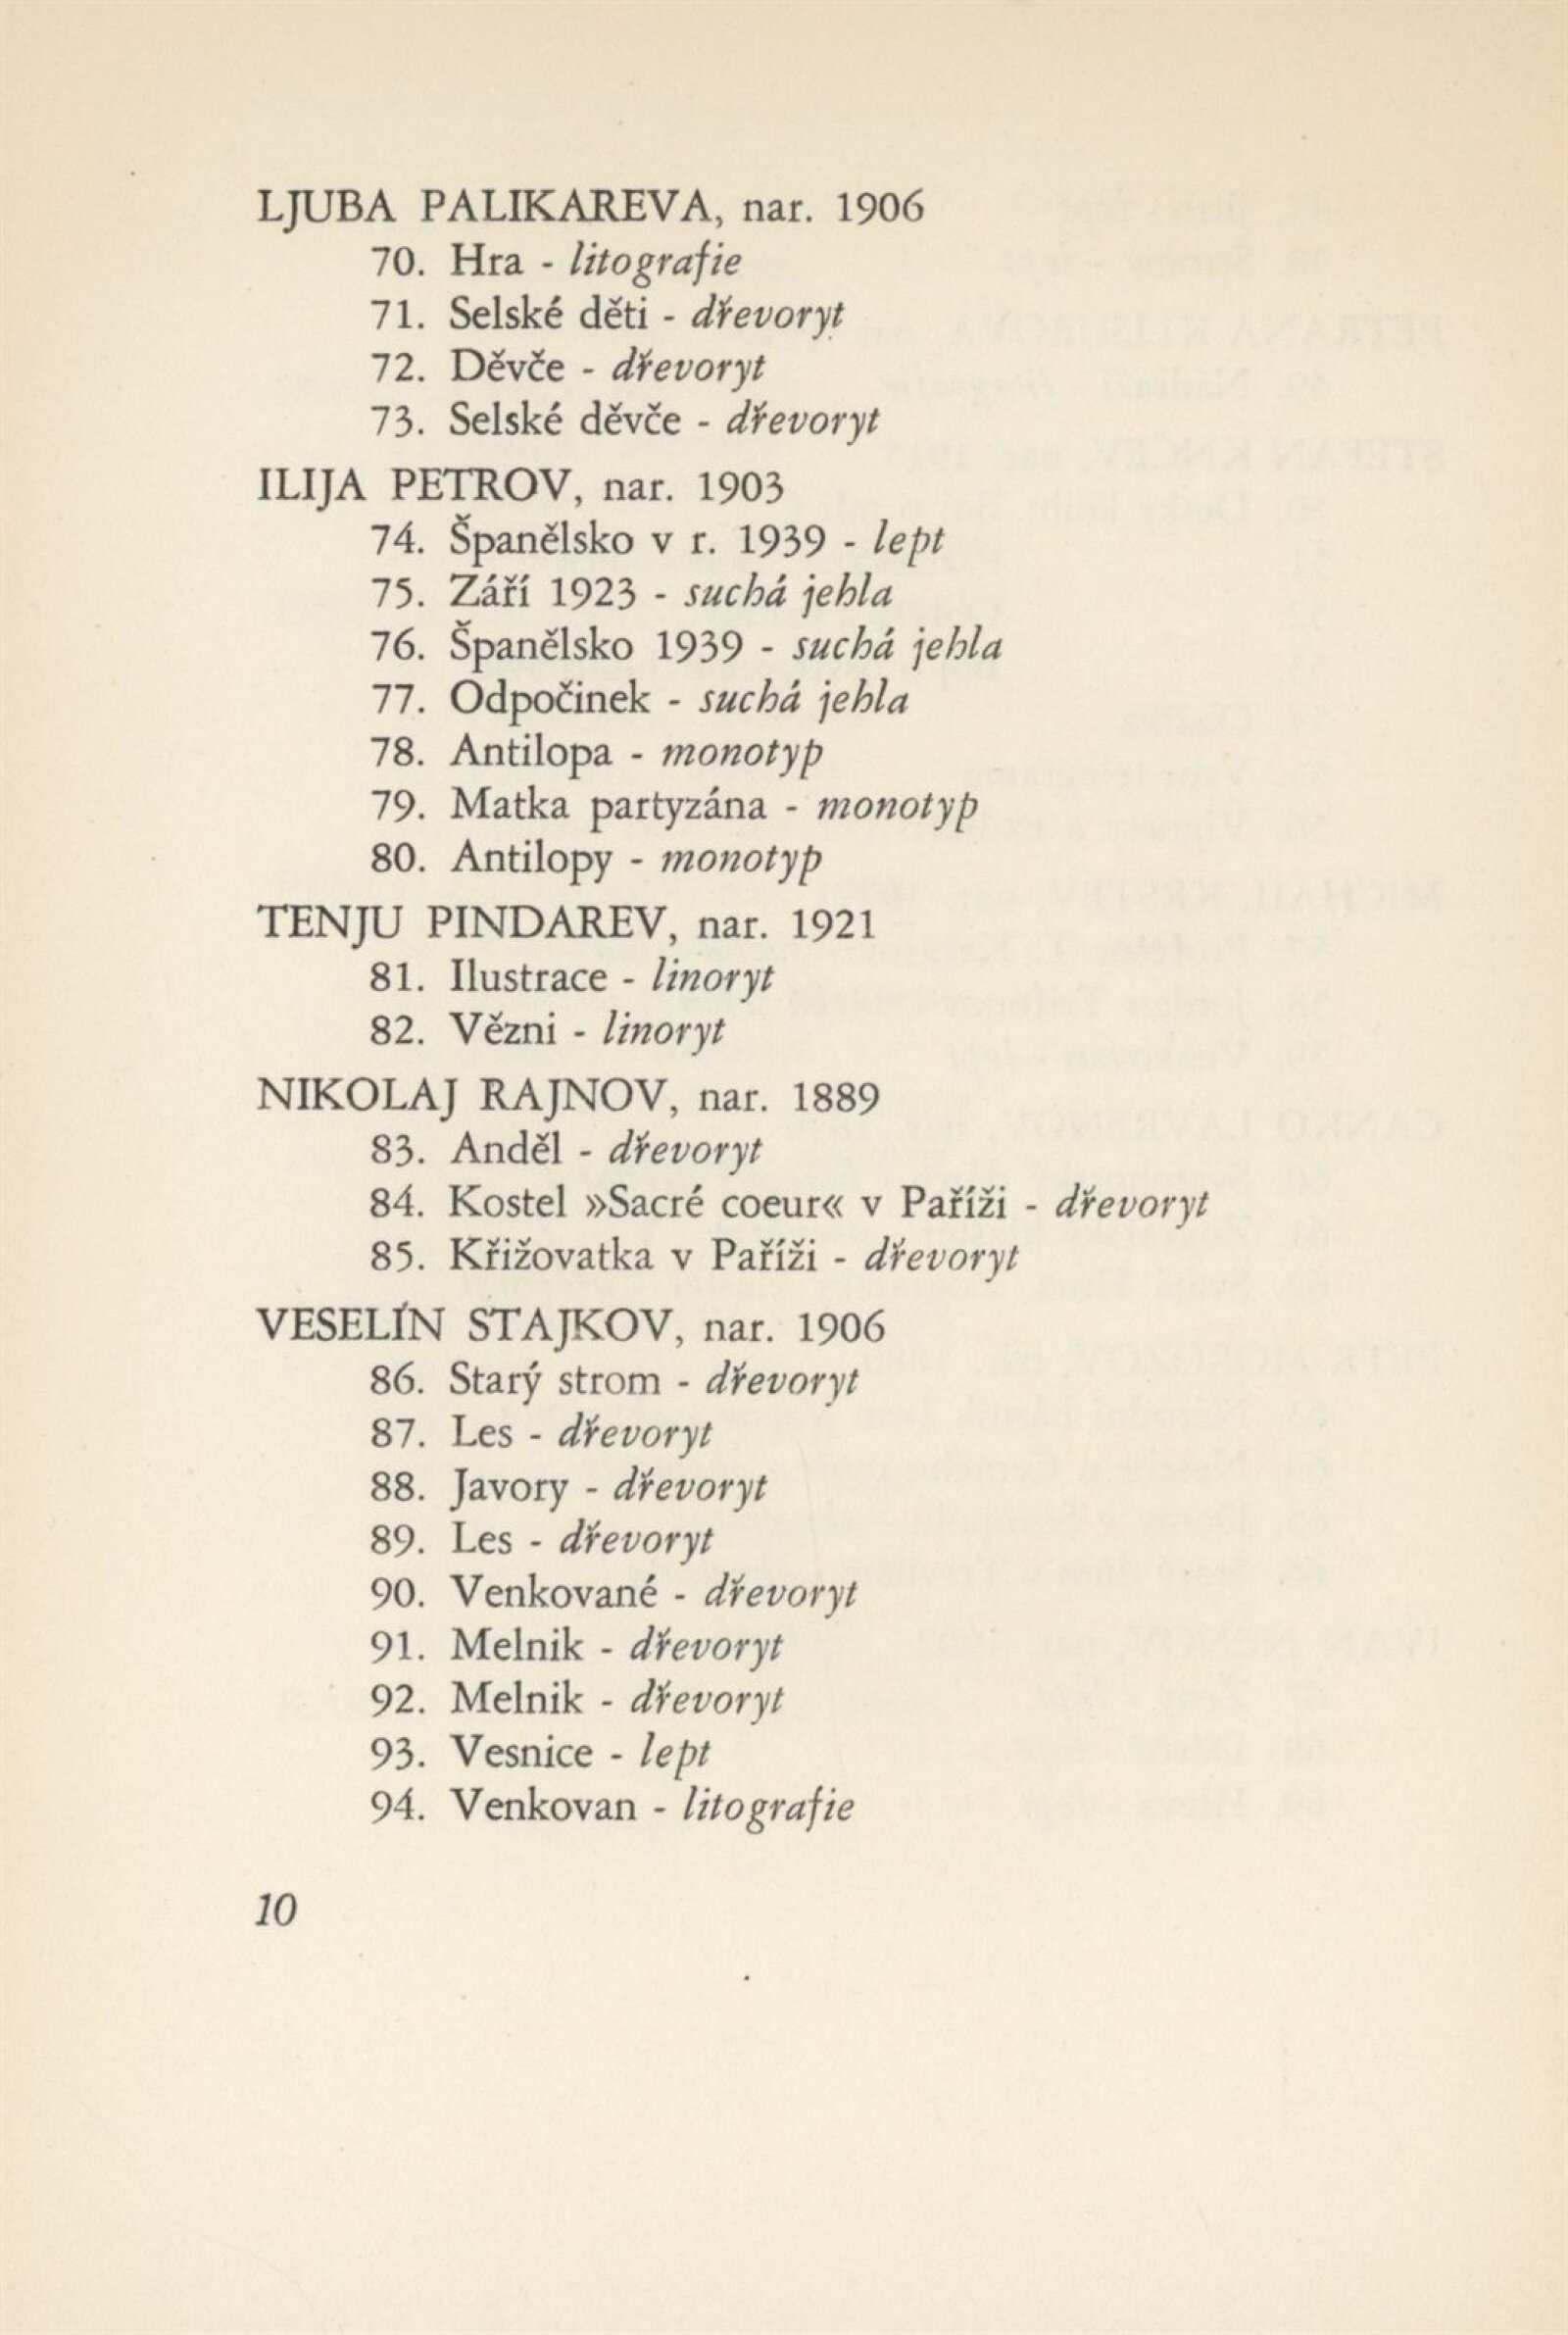 LJUBA PALIKAREVA, nar. 1906
70. Hra - litografie
71. Selské děti - dřevoryt
72. Děvče - dřevoryt
73. Selské děvče - dřevoryt
ILIJA PETROV, nar. 1903
74. Španělsko v r. 1939 - lept
75. Září 1923 - suchá jehla
76. Španělsko 1939 - suchá jehla
77. Odpočinek - suchá jehla
78. Antilopa - monotyp
79. Matka partyzána - monotyp
80. Antilopy - monotyp
TENJU PINDAREV, nar. 1921
81. Ilustrace - linoryt
82. Vězni - linoryt
NIKOLAJ RAJNOV, nar. 1889
83. Anděl - dřevoryt
84. Kostel »Sacré coeur« v Paříži - dřevoryt
85. Křižovatka v Paříži - dřevoryt
VESELÍN STAJKOV, nar. 1906
86. Starý strom - dřevoryt
87. Les - dřevoryt
88. Javory - dřevoryt
89. Les - dřevoryt
90. Venkované - dřevoryt
91. Melnik - dřevoryt
92. Melnik - dřevoryt
93. Vesnice - lept
94. Venkovan - litografie
10